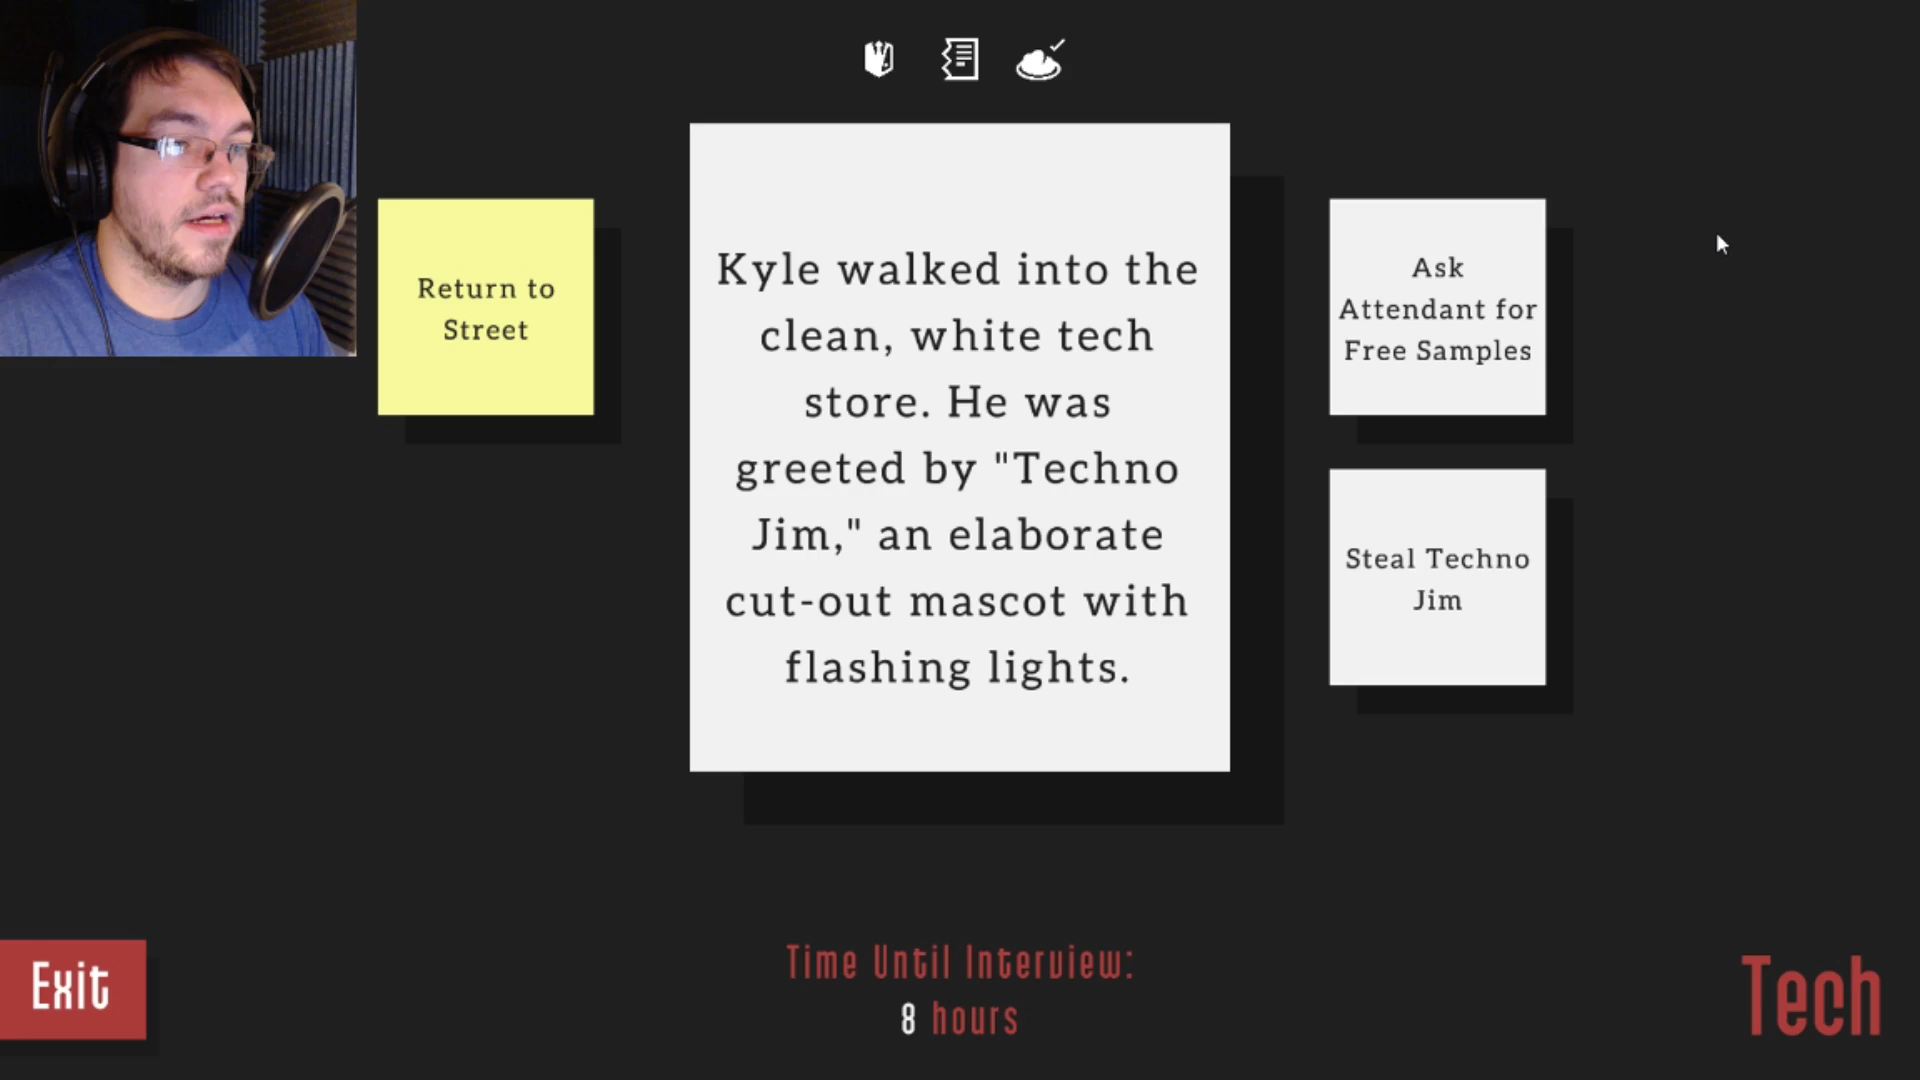 Return to
Street
Kyle walked into the
clean, white tech
store. He was
greeted by "Techno
Jim," an elaborate
cut-out mascot with
flashing lights.
Ask
Attendant for
Free Samples
Steal Techno
Jim
Exit
Time Until Interview:
8 hours
Tech